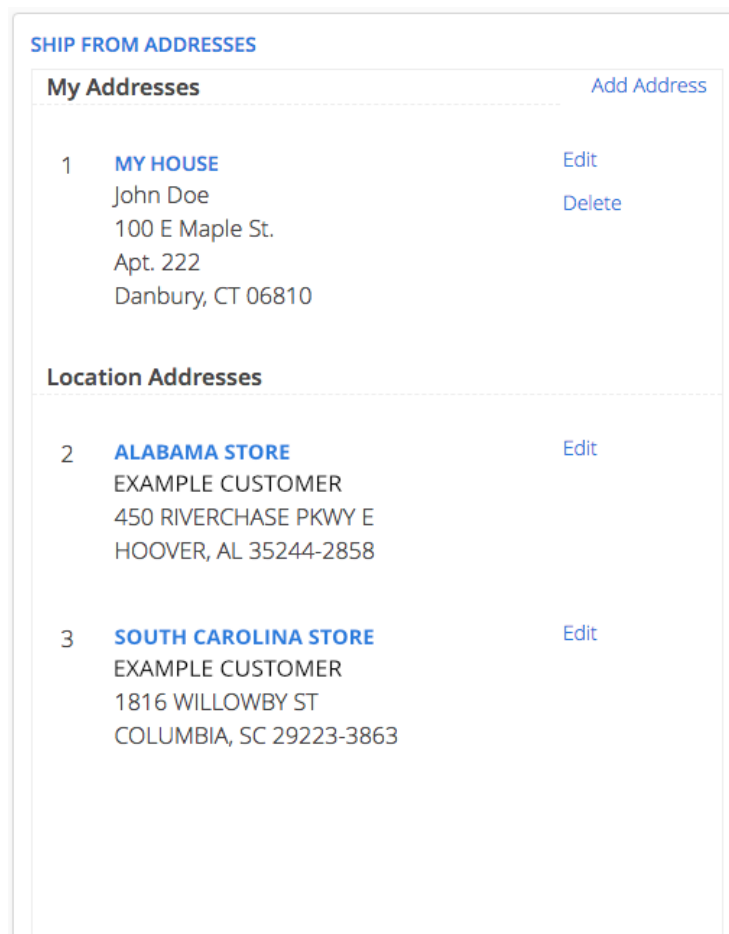 SHIP FROM ADDRESSES
My Addresses Add Address
1 MY HOUSE Edit
John Doe Delete
100 E Maple St.
Apt. 222
Danbury, CT 06810
Location Addresses
2 ALABAMA STORE Edit
EXAMPLE CUSTOMER
450 RIVERCHASE PKWY E
HOOVER, AL 35244-2858
3 SOUTH CAROLINA STORE Edit
EXAMPLE CUSTOMER
1816 WILLOWBY ST
COLUMBIA, SC 29223-3863